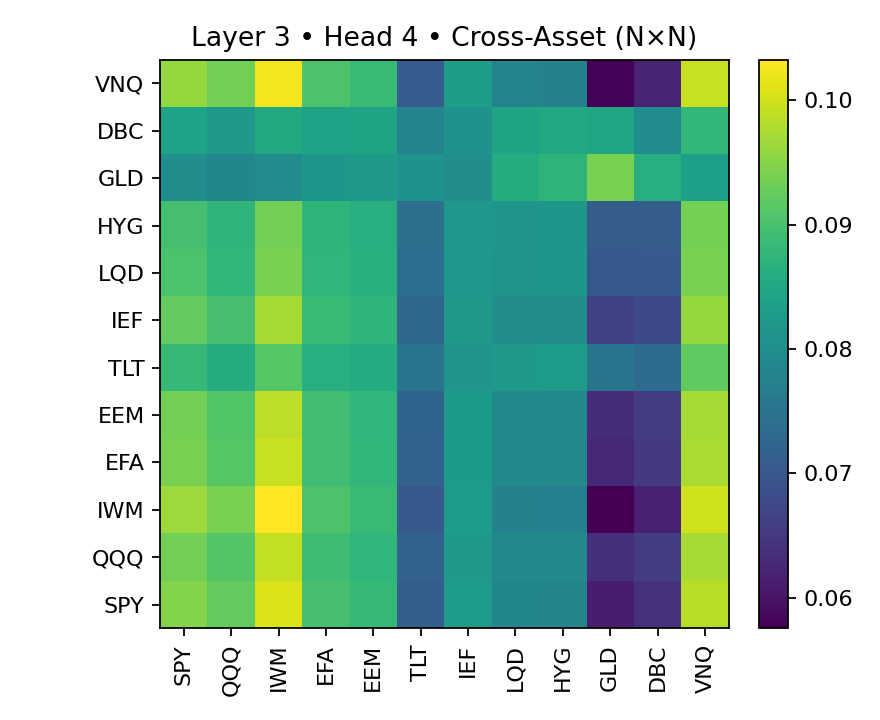 Layer 3 • Head 4 • Cross-Asset (N×N)
VNQ
DBC
GLD
HYG
LQD
IEF
TLT
EEM
EFA
IWM
QQQ
SPY
SPY
QQQ
IWM
EFA
EEM
TLT
IEF
LQD
HYG
GLD
DBC
VNQ
0.10
0.09
0.08
0.07
0.06